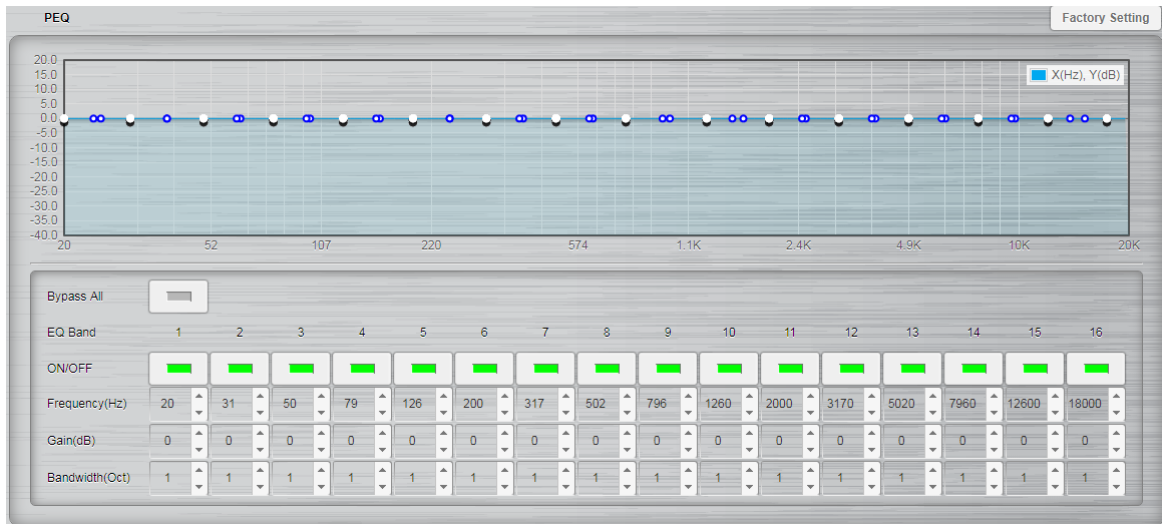 PEQ
Factory Setting
20.0
15.0
10.0
5.0
0.0
-5.0
-10.0
-15.0
-20.0
-25.0
-30.0
-35.0
-40.0
X(Hz), Y(dB)
20 52 107 220 574 1.1K 2.4K 4.9K 10K 20K
Bypass All
EQ Band 1 2 3 4 5 6 7 8 9 10 11 12 13 14 15 16
ON/OFF
Frequency(Hz) 20 31 50 79 126 200 317 502 796 1260 2000 3170 5020 7960 12600 18000
Gain(dB) 0 0 0 0 0 0 0 0 0 0 0 0 0 0 0 0
Bandwidth(Oct) 1 1 1 1 1 1 1 1 1 1 1 1 1 1 1 1